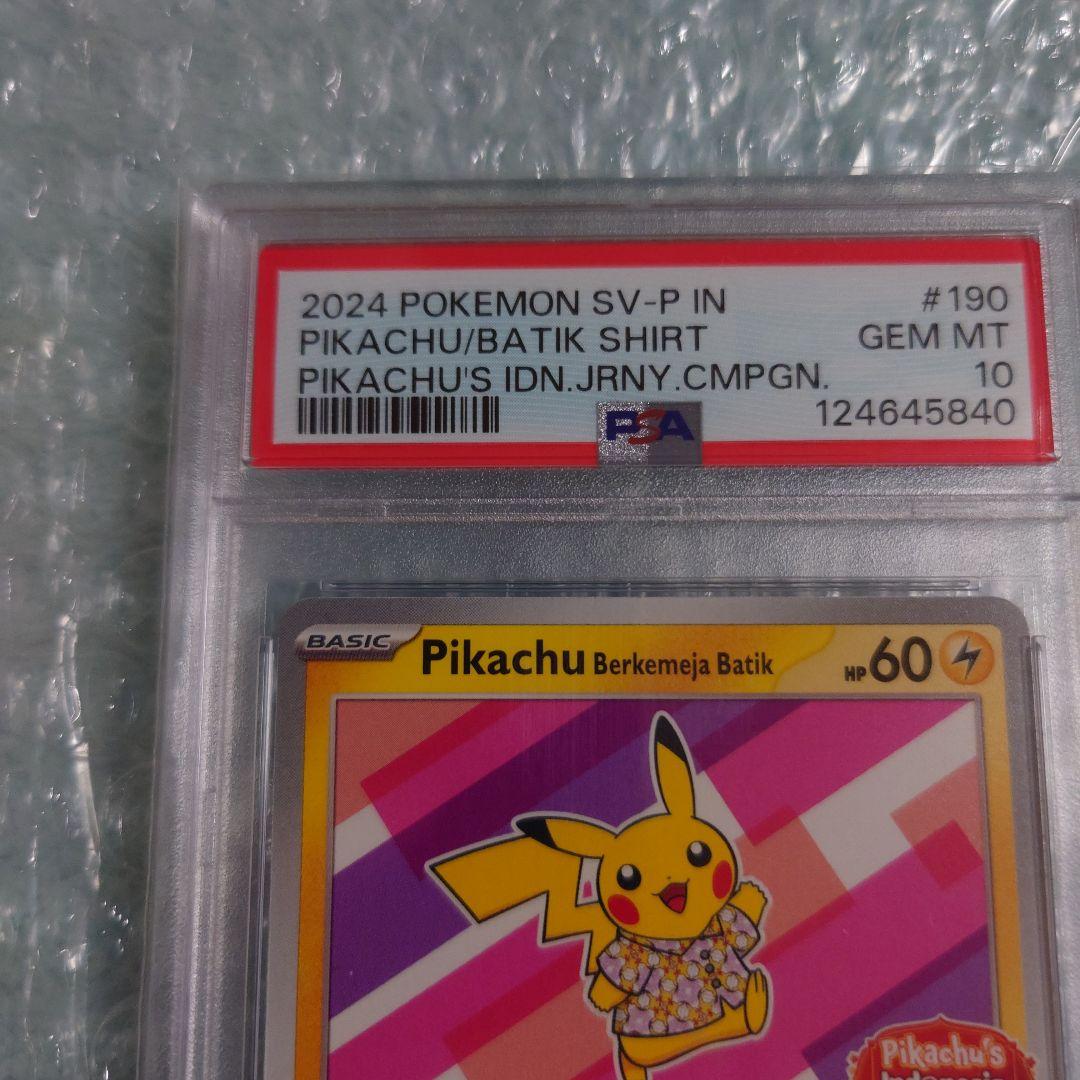 2024 POKEMON SV-P IN #190
PIKACHU/BATIK SHIRT GEM MT
PIKACHU'S IDN.JRNY.CMPGN. 10
124645840
PSA
BASIC Pikachu Berkemeja Batik HP 60
Pikachu's
Indonesia